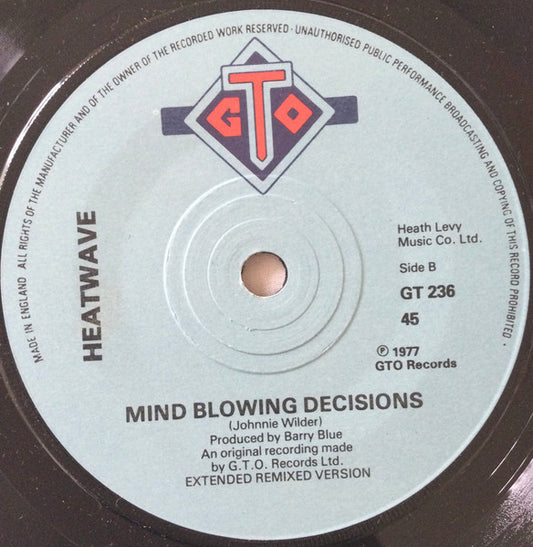 MADE IN ENGLAND ALL RIGHTS OF THE MANUFACTURER AND OF THE OWNER OF THE RECORDED WORK RESERVED · UNAUTHORISED PUBLIC PERFORMANCE BROADCASTING AND COPYING OF THIS RECORD PROHIBITED ·
GTO
HEATWAVE
Heath Levy
Music Co. Ltd.
Side B
GT 236
45
℗ 1977
GTO Records
MIND BLOWING DECISIONS
(Johnnie Wilder)
Produced by Barry Blue
An original recording made
by G.T.O. Records Ltd.
EXTENDED REMIXED VERSION